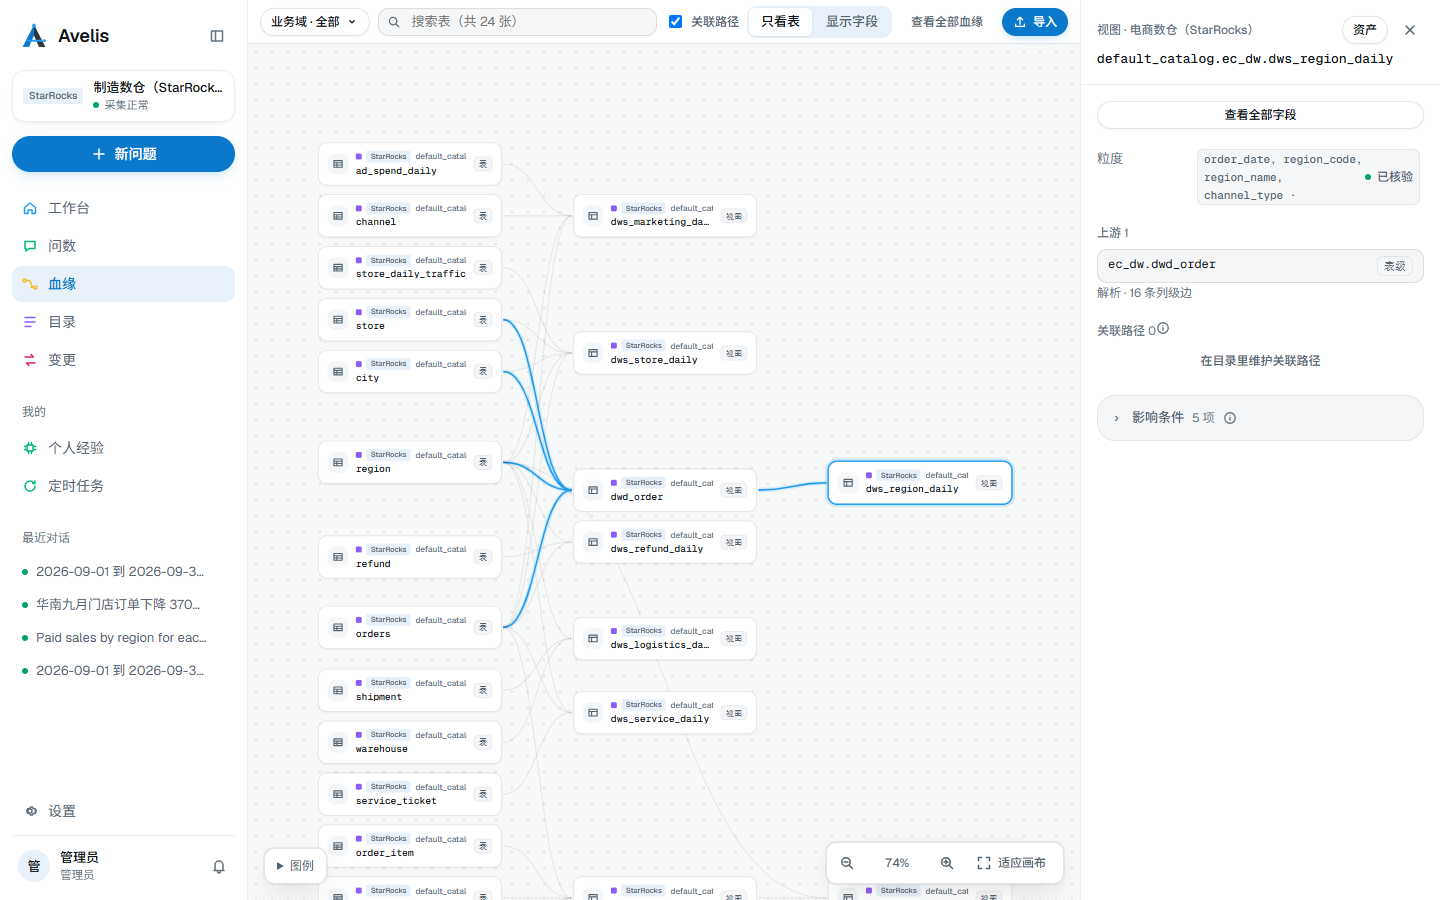 Avelis
StarRocks
制造数仓（StarRock...
采集正常
新问题
工作台
问数
血缘
目录
变更
我的
个人经验
定时任务
最近对话
2026-09-01 到 2026-09-3...
华南九月门店订单下降 370...
Paid sales by region for eac...
2026-09-01 到 2026-09-3...
设置
管
管理员
管理员
业务域 · 全部
搜索表（共 24 张）
关联路径
只看表
显示字段
查看全部血缘
导入
StarRocks default_catal
ad_spend_daily
表
StarRocks default_catal
channel
表
StarRocks default_catal
store_daily_traffic
表
StarRocks default_catal
store
表
StarRocks default_catal
city
表
StarRocks default_catal
region
表
StarRocks default_catal
refund
表
StarRocks default_catal
orders
表
StarRocks default_catal
shipment
表
StarRocks default_catal
warehouse
表
StarRocks default_catal
service_ticket
表
StarRocks default_catal
order_item
表
StarRocks default_catal
表
StarRocks default_cat
dws_marketing_da...
视图
StarRocks default_cat
dws_store_daily
视图
StarRocks default_cat
dwd_order
视图
StarRocks default_cat
dws_refund_daily
视图
StarRocks default_cat
dws_logistics_da...
视图
StarRocks default_cat
dws_service_daily
视图
StarRocks default_cat
视图
StarRocks default_cat
dws_region_daily
视图
StarRocks default_cat
视图
图例
74%
适应画布
视图 · 电商数仓（StarRocks）
资产
default_catalog.ec_dw.dws_region_daily
查看全部字段
粒度
order_date, region_code,
region_name,
channel_type ·
已核验
上游 1
ec_dw.dwd_order
表级
解析 · 16 条列级边
关联路径 0
在目录里维护关联路径
影响条件 5 项